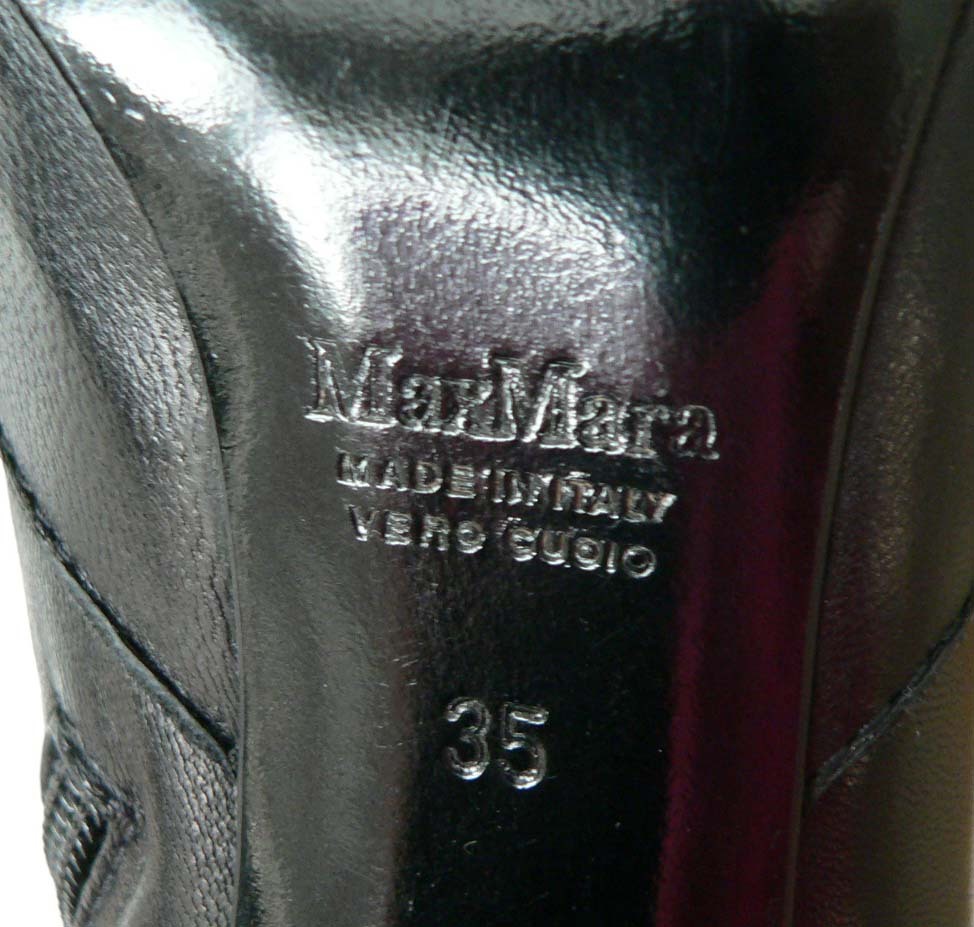 MaxMara
MADE IN ITALY
VERO CUOIO
35